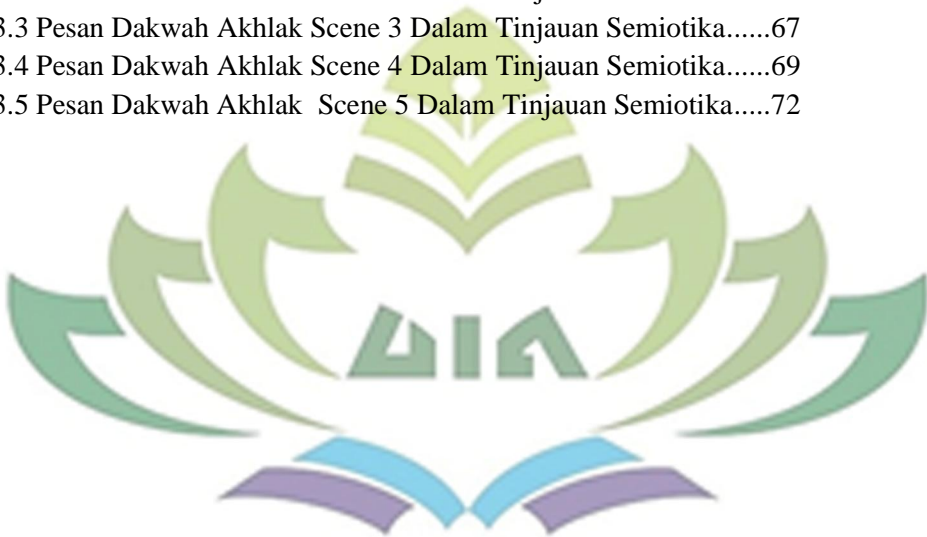 3.3 Pesan Dakwah Akhlak Scene 3 Dalam Tinjauan Semiotika......67
3.4 Pesan Dakwah Akhlak Scene 4 Dalam Tinjauan Semiotika......69
3.5 Pesan Dakwah Akhlak  Scene 5 Dalam Tinjauan Semiotika.....72
UIN